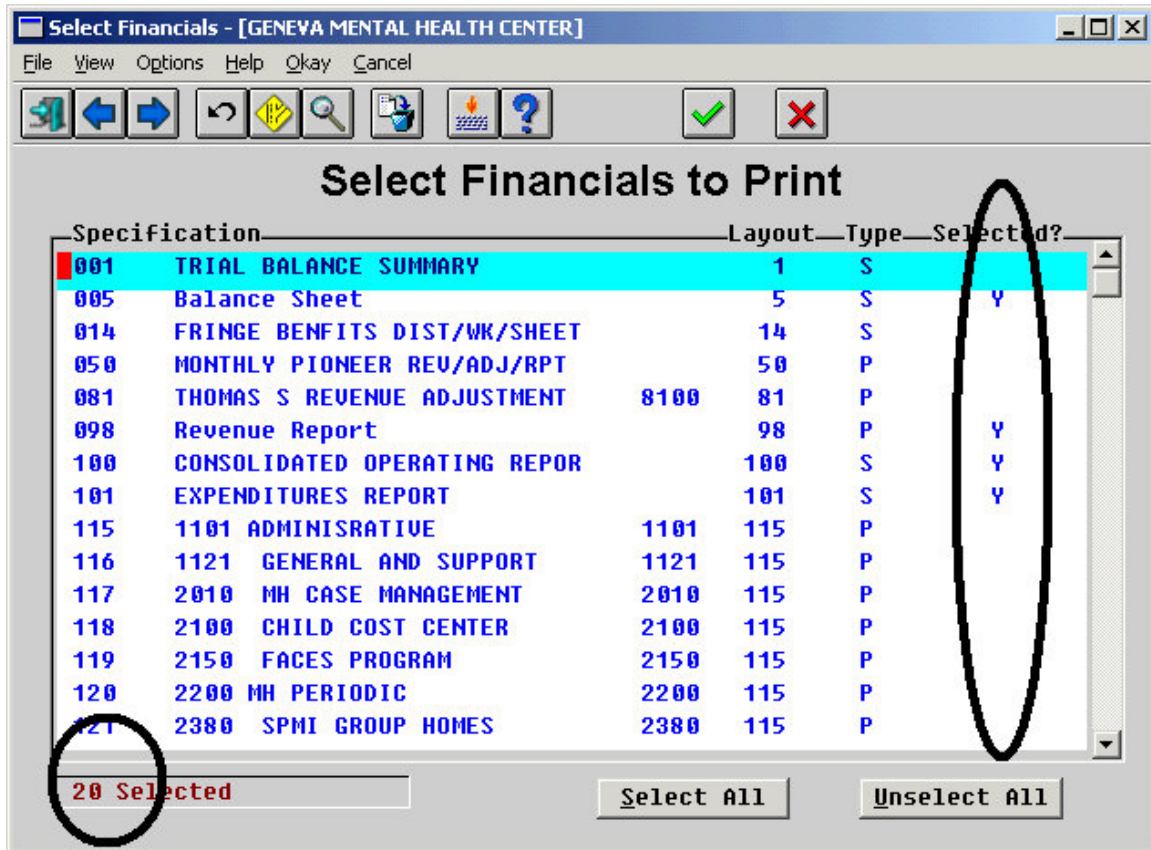 Select Financials - [GENEVA MENTAL HEALTH CENTER]
File View Options Help Okay Cancel
Select Financials to Print
Specification Layout Type Selected?
001 TRIAL BALANCE SUMMARY 1 S
005 Balance Sheet 5 S Y
014 FRINGE BENFITS DIST/WK/SHEET 14 S
050 MONTHLY PIONEER REV/ADJ/RPT 50 P
081 THOMAS S REVENUE ADJUSTMENT 8100 81 P
098 Revenue Report 98 P Y
100 CONSOLIDATED OPERATING REPOR 100 S Y
101 EXPENDITURES REPORT 101 S Y
115 1101 ADMINISRATIVE 1101 115 P
116 1121 GENERAL AND SUPPORT 1121 115 P
117 2010 MH CASE MANAGEMENT 2010 115 P
118 2100 CHILD COST CENTER 2100 115 P
119 2150 FACES PROGRAM 2150 115 P
120 2200 MH PERIODIC 2200 115 P
121 2380 SPMI GROUP HOMES 2380 115 P
20 Selected Select All Unselect All